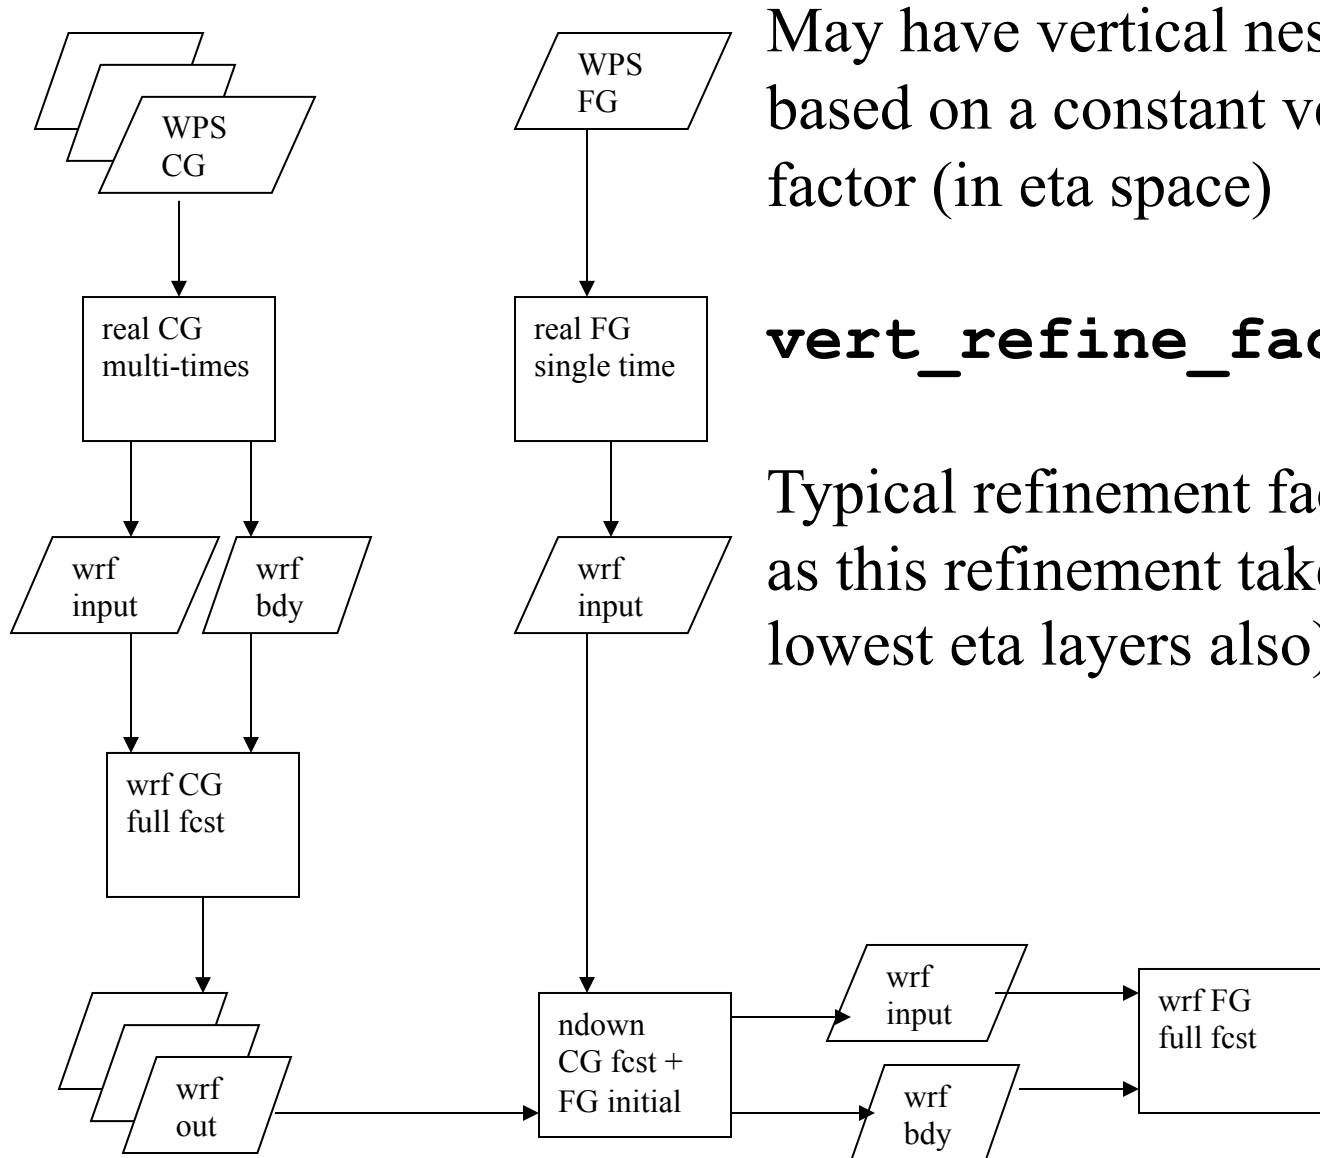 WPS
CG
WPS
FG
May have vertical nes
based on a constant v
factor (in eta space)
real CG
multi-times
real FG
single time
vert_refine_fac
Typical refinement fa
as this refinement tak
lowest eta layers also)
wrf
input
wrf
bdy
wrf
input
wrf CG
full fcst
wrf
out
ndown
CG fcst +
FG initial
wrf
input
wrf
bdy
wrf FG
full fcst